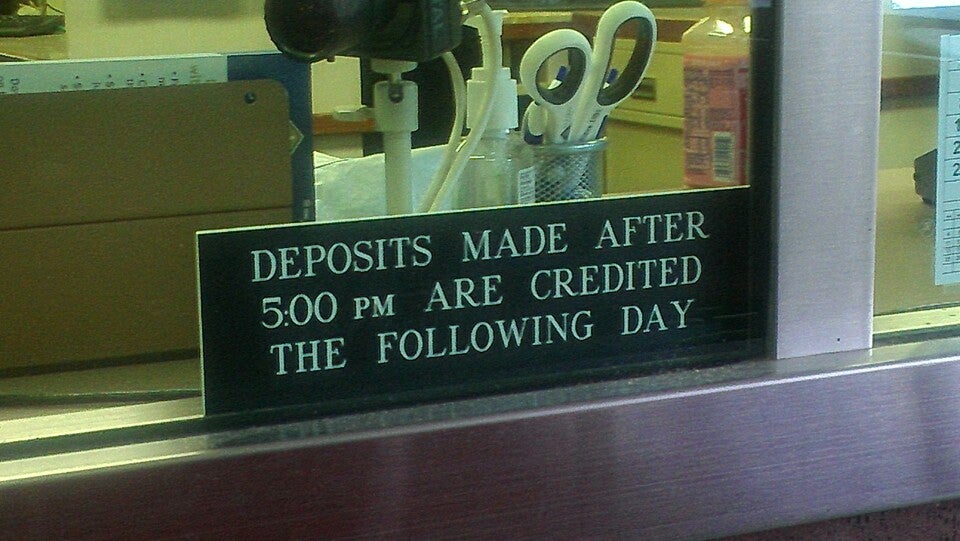 DEPOSITS MADE AFTER
5:00 PM ARE CREDITED
THE FOLLOWING DAY